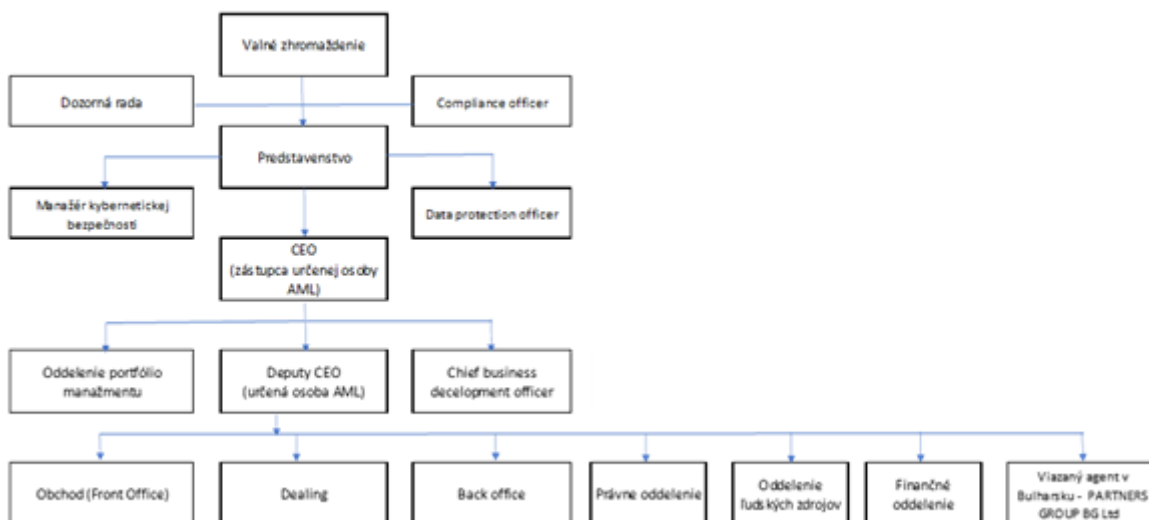 Valné zhromaždenie
Dozorná rada
Compliance officer
Predstavenstvo
Manažér kybernetickej
bezpečnosti
Data protection officer
CEO
(zástupca určenej osoby
AML)
Oddelenie portfólio
manažmentu
Deputy CEO
(určená osoba AML)
Chief business
decelopment officer
Obchod (Front Office)
Dealing
Back office
Právne oddelenie
Oddelenie
ľudských zdrojov
Finančné
oddelenie
Viazaný agent v
Bulharsku - PARTNERS
GROUP BG Ltd